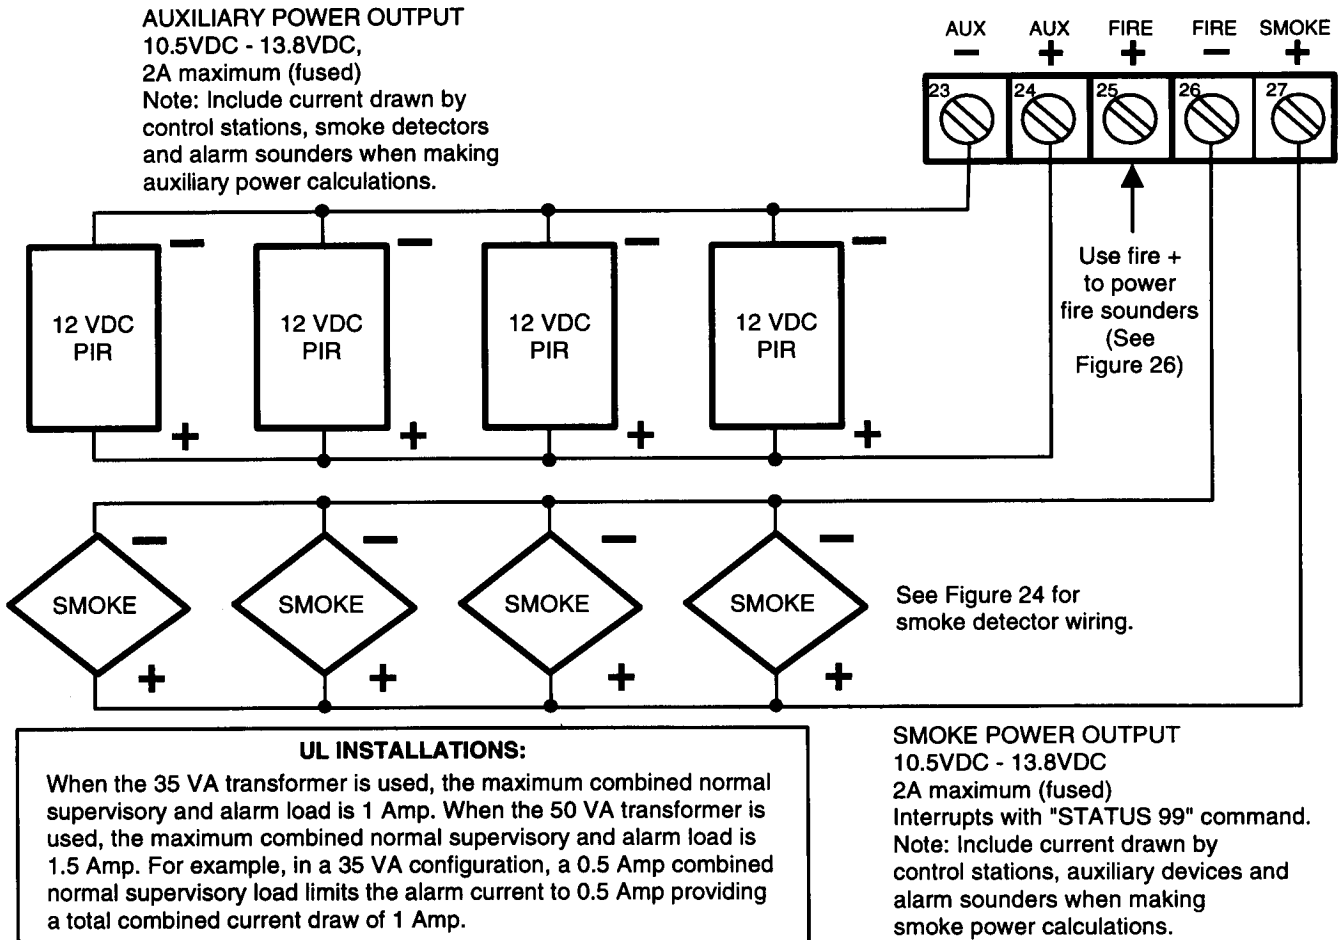 AUXILIARY POWER OUTPUT
10.5VDC - 13.8VDC,
2A maximum (fused)
Note: Include current drawn by
control stations, smoke detectors
and alarm sounders when making
auxiliary power calculations.
AUX AUX FIRE FIRE SMOKE
− + + − +
23 24 25 26 27
Use fire +
to power
fire sounders
(See
Figure 26)
− − − −
12 VDC
PIR
12 VDC
PIR
12 VDC
PIR
12 VDC
PIR
+ + + +
− − − −
SMOKE SMOKE SMOKE SMOKE
+ + + +
See Figure 24 for
smoke detector wiring.
UL INSTALLATIONS:
When the 35 VA transformer is used, the maximum combined normal
supervisory and alarm load is 1 Amp. When the 50 VA transformer is
used, the maximum combined normal supervisory and alarm load is
1.5 Amp. For example, in a 35 VA configuration, a 0.5 Amp combined
normal supervisory load limits the alarm current to 0.5 Amp providing
a total combined current draw of 1 Amp.
SMOKE POWER OUTPUT
10.5VDC - 13.8VDC
2A maximum (fused)
Interrupts with "STATUS 99" command.
Note: Include current drawn by
control stations, auxiliary devices and
alarm sounders when making
smoke power calculations.